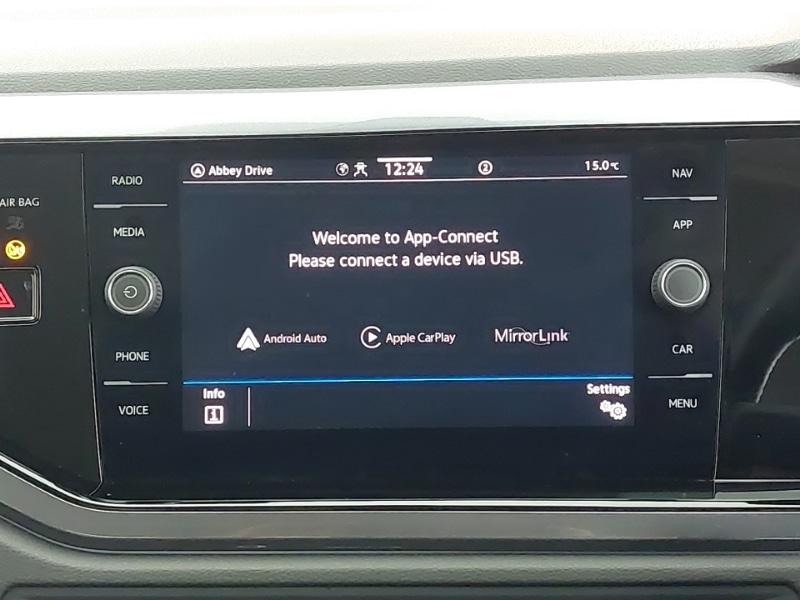 AIR BAG
RADIO
MEDIA
PHONE
VOICE
Abbey Drive 12:24 2 15.0°C
Welcome to App-Connect
Please connect a device via USB.
Android Auto Apple CarPlay MirrorLink
Info Settings
NAV
APP
CAR
MENU